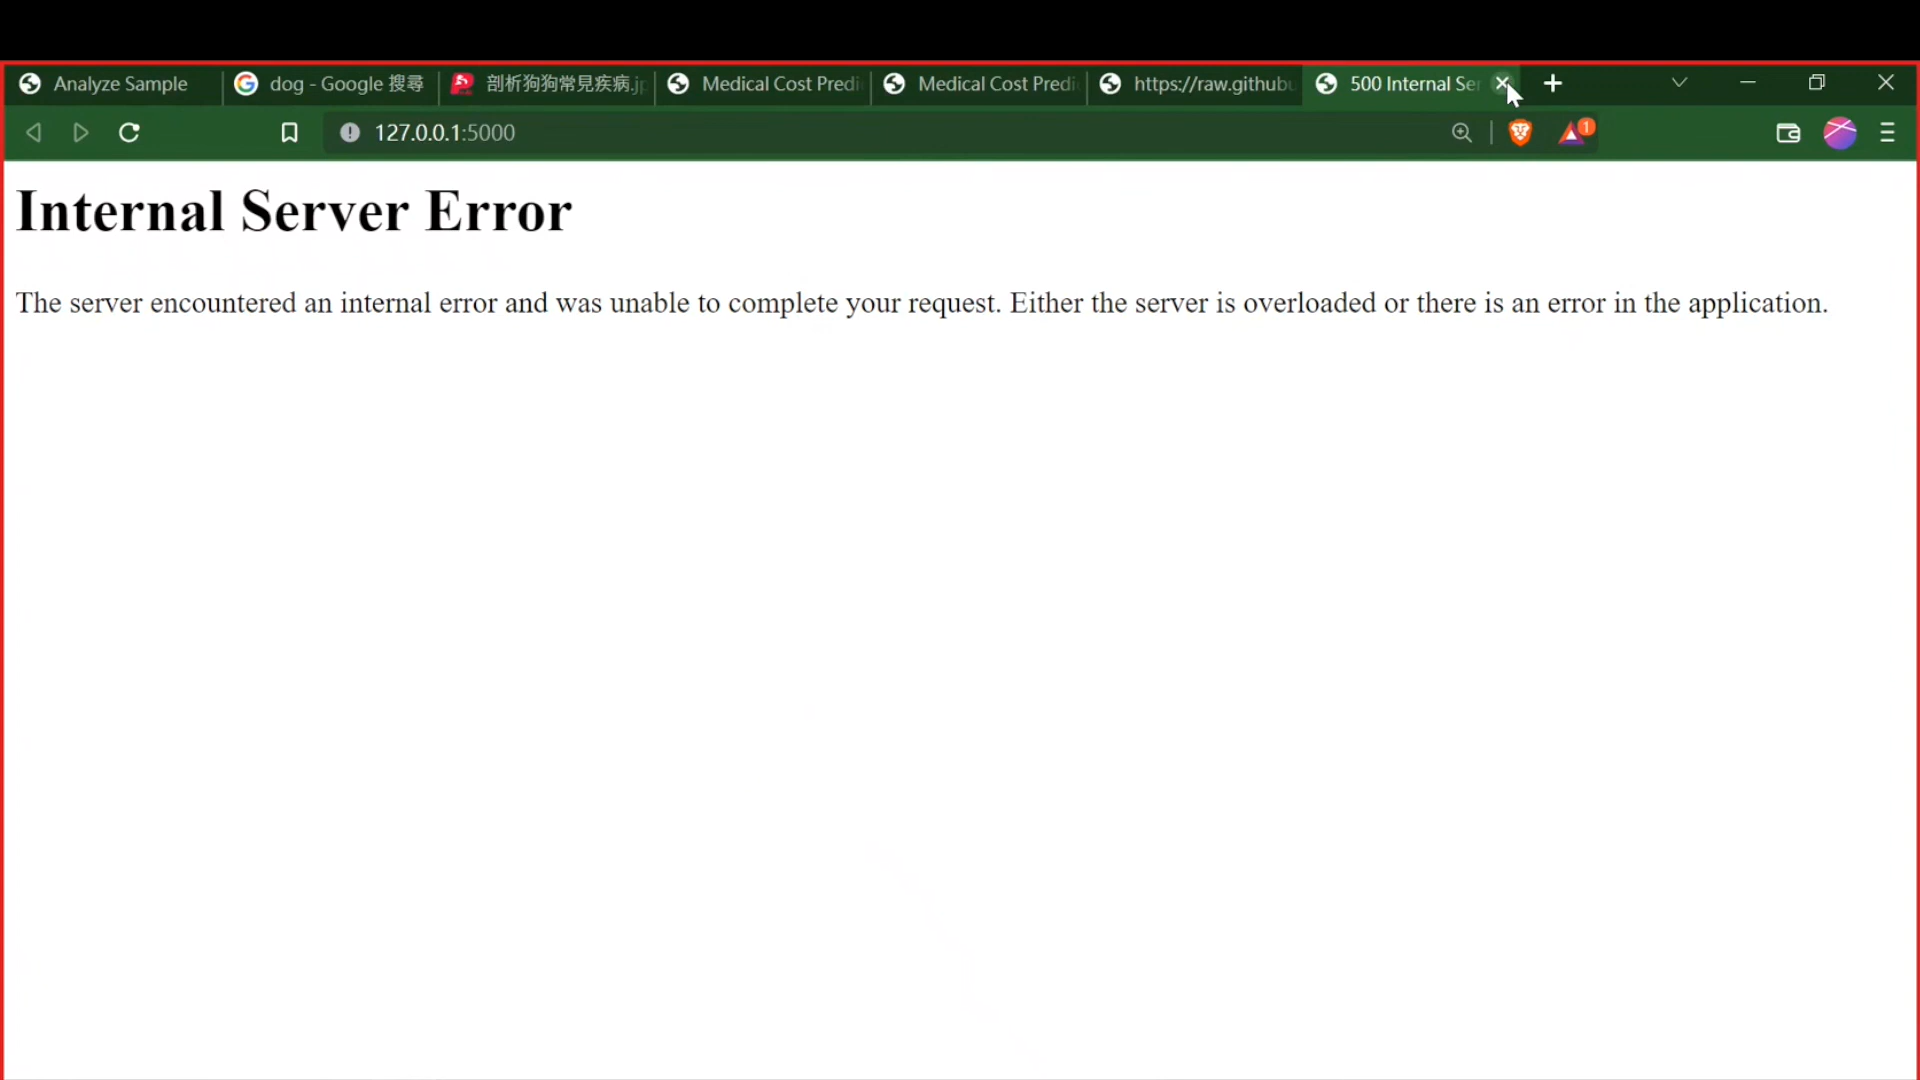 Analyze Sample
dog - Google 搜尋
剖析狗狗常見疾病.j
Medical Cost Predi
Medical Cost Predi
https://raw.githubu
500 Internal Ser
127.0.0.1:5000
1
Internal Server Error
The server encountered an internal error and was unable to complete your request. Either the server is overloaded or there is an error in the application.